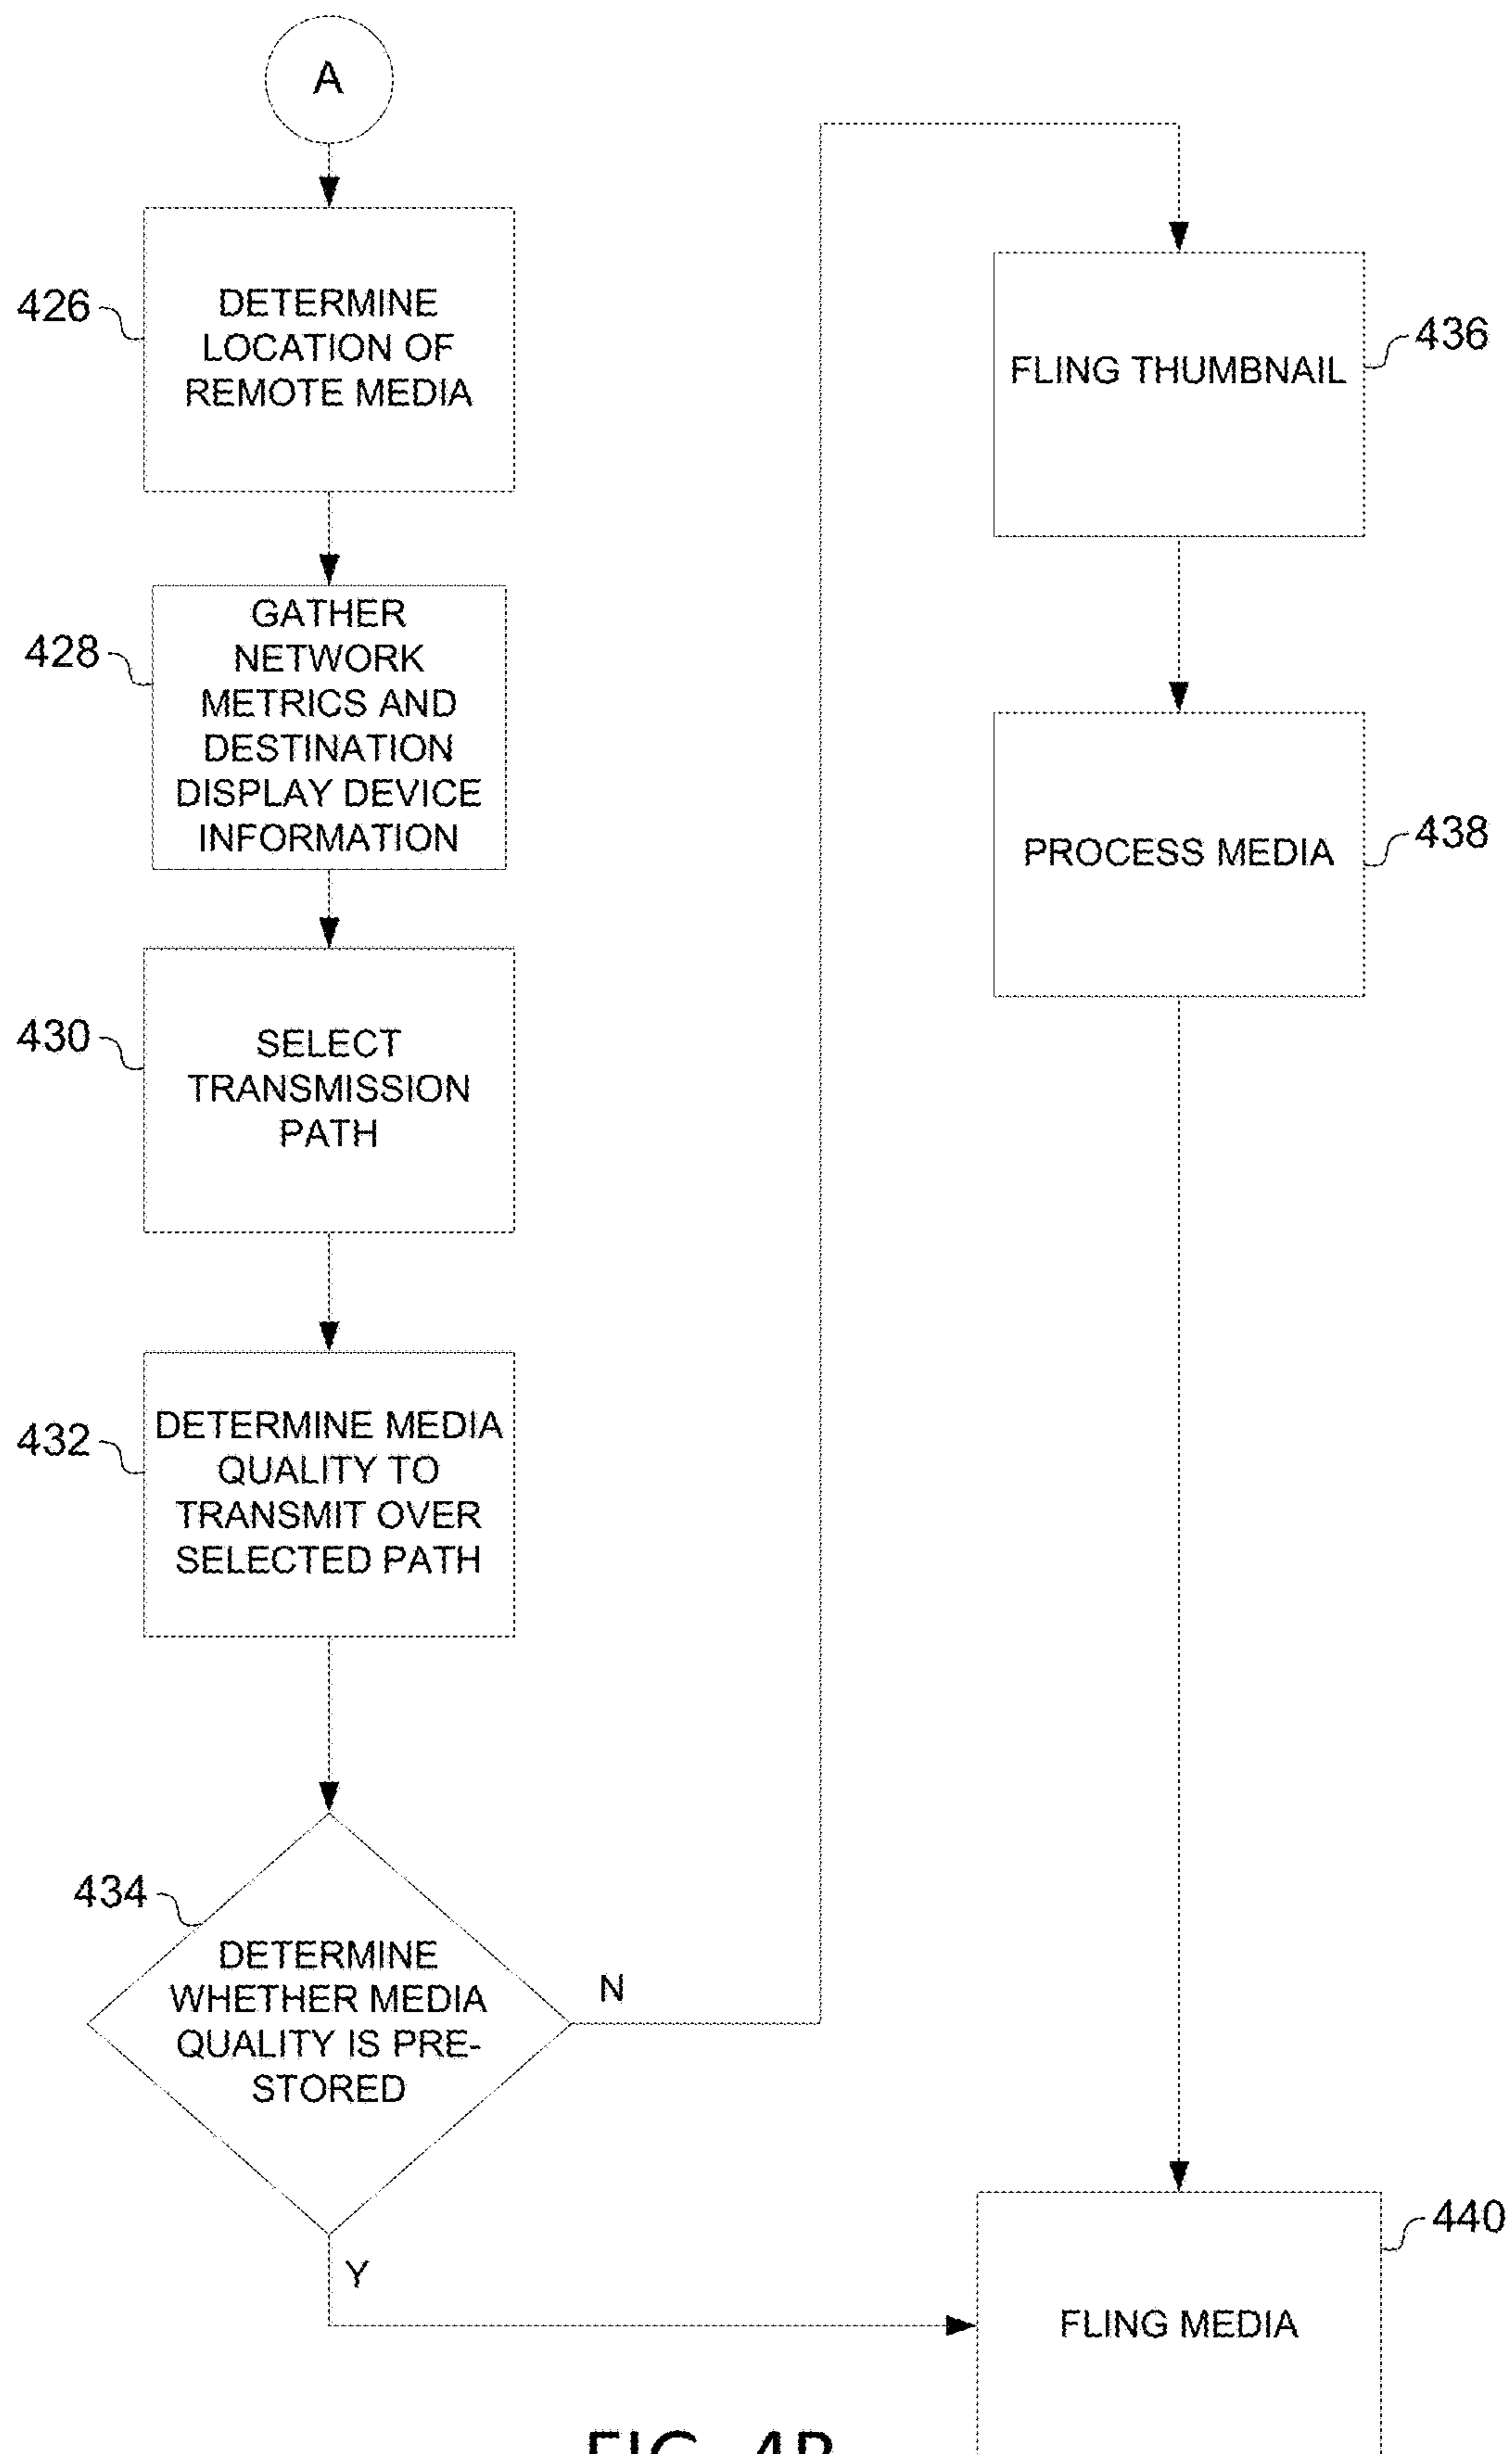 A
426
DETERMINE
LOCATION OF
REMOTE MEDIA
428
GATHER
NETWORK
METRICS AND
DESTINATION
DISPLAY DEVICE
INFORMATION
430
SELECT
TRANSMISSION
PATH
432
DETERMINE MEDIA
QUALITY TO
TRANSMIT OVER
SELECTED PATH
434
DETERMINE
WHETHER MEDIA
QUALITY IS PRE-
STORED
N
Y
FLING THUMBNAIL
436
PROCESS MEDIA
438
440
FLING MEDIA
FIG. 4B